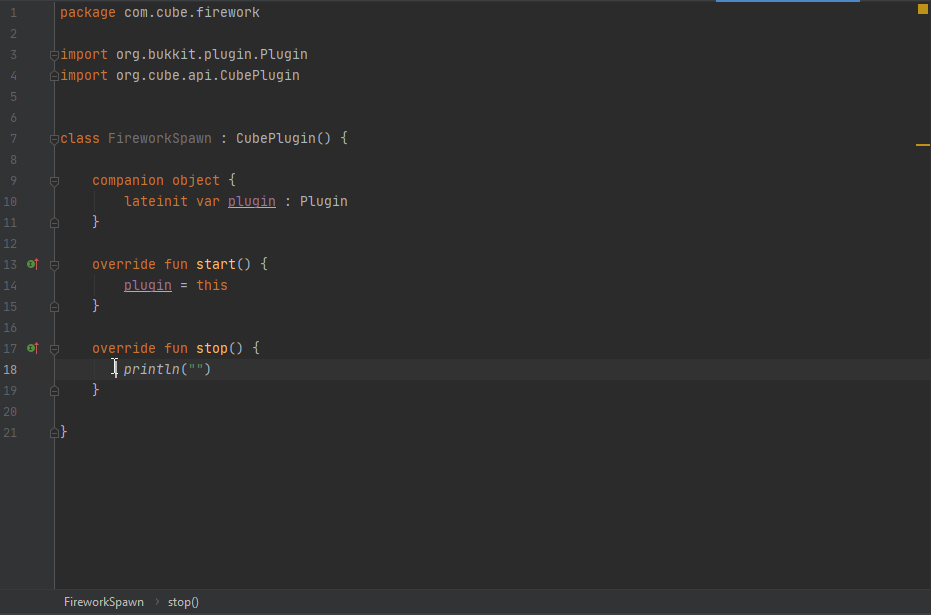 1 package com.cube.firework
2
3 import org.bukkit.plugin.Plugin
4 import org.cube.api.CubePlugin
5
6
7 class FireworkSpawn : CubePlugin() {
8
9     companion object {
10         lateinit var plugin : Plugin
11     }
12
13     override fun start() {
14         plugin = this
15     }
16
17     override fun stop() {
18         println("")
19     }
20
21 }
FireworkSpawn › stop()